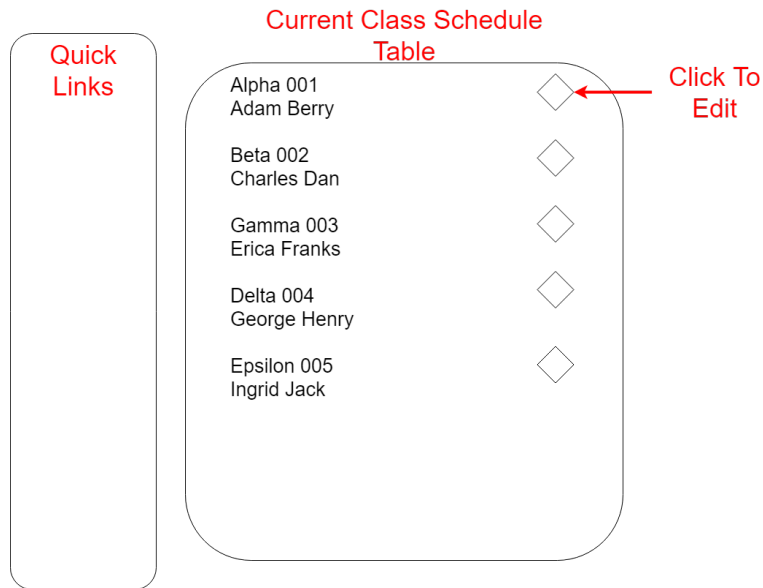 Quick
Links
Current Class Schedule
Table
Click To
Edit
Alpha 001
Adam Berry
Beta 002
Charles Dan
Gamma 003
Erica Franks
Delta 004
George Henry
Epsilon 005
Ingrid Jack